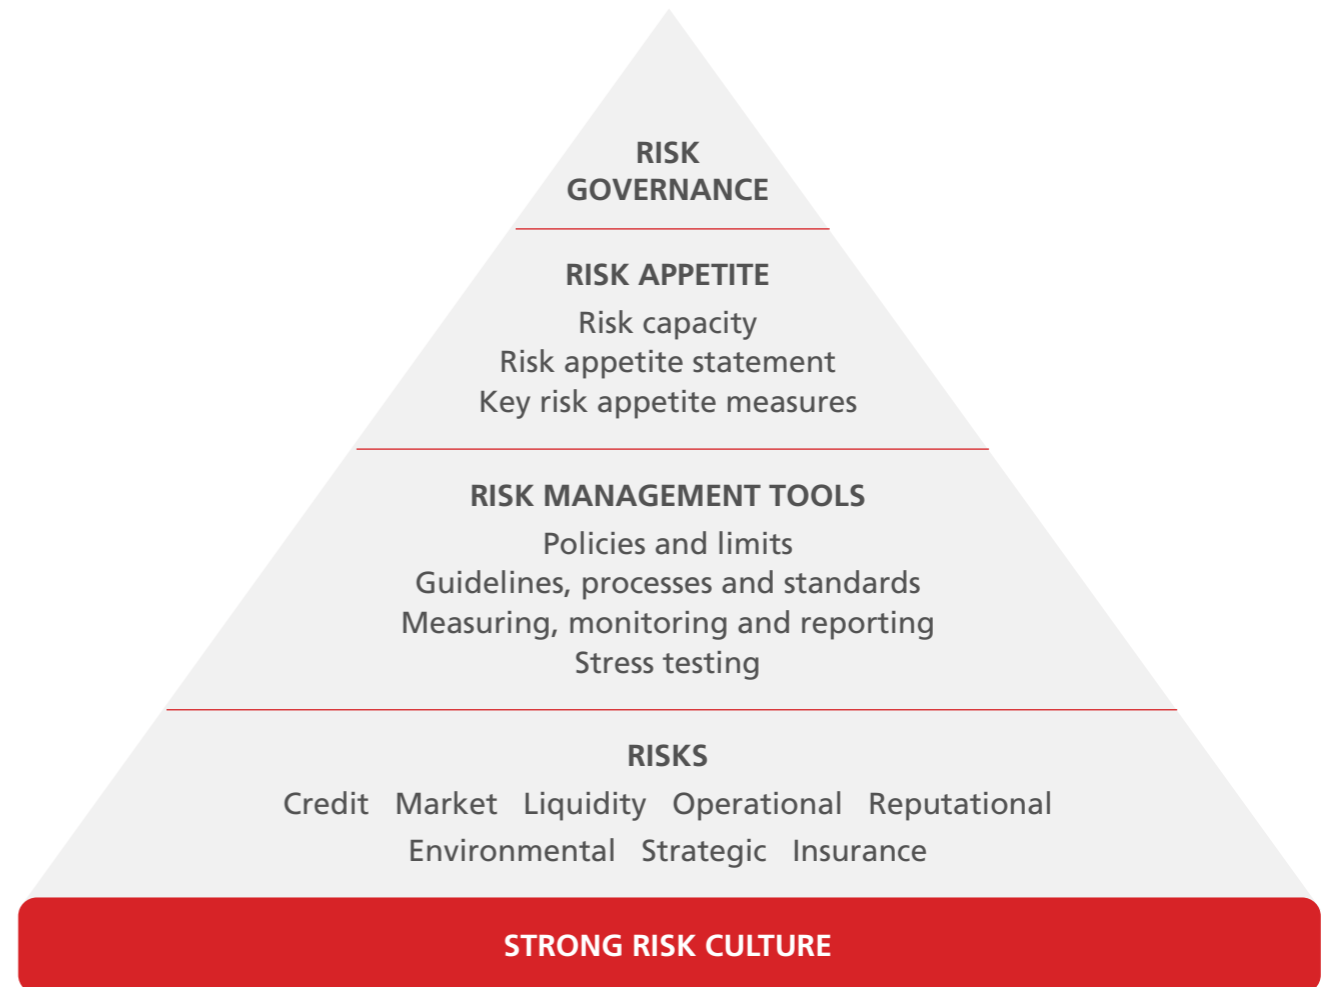 RISK
GOVERNANCE
RISK APPETITE
Risk capacity
Risk appetite statement
Key risk appetite measures
RISK MANAGEMENT TOOLS
Policies and limits
Guidelines, processes and standards
Measuring, monitoring and reporting
Stress testing
RISKS
Credit Market Liquidity Operational Reputational
Environmental Strategic Insurance
STRONG RISK CULTURE